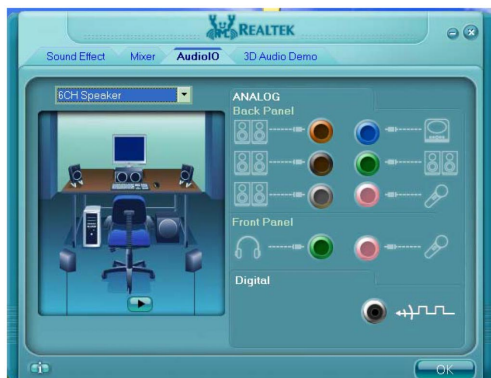 REALTEK
Sound Effect Mixer AudioIO 3D Audio Demo
6CH Speaker
ANALOG
Back Panel
Front Panel
Digital
OK